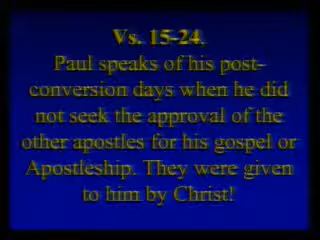 Vs. 15-24.
Paul speaks of his post-
conversion days when he did
not seek the approval of the
other apostles for his gospel or
Apostleship. They were given
to him by Christ!